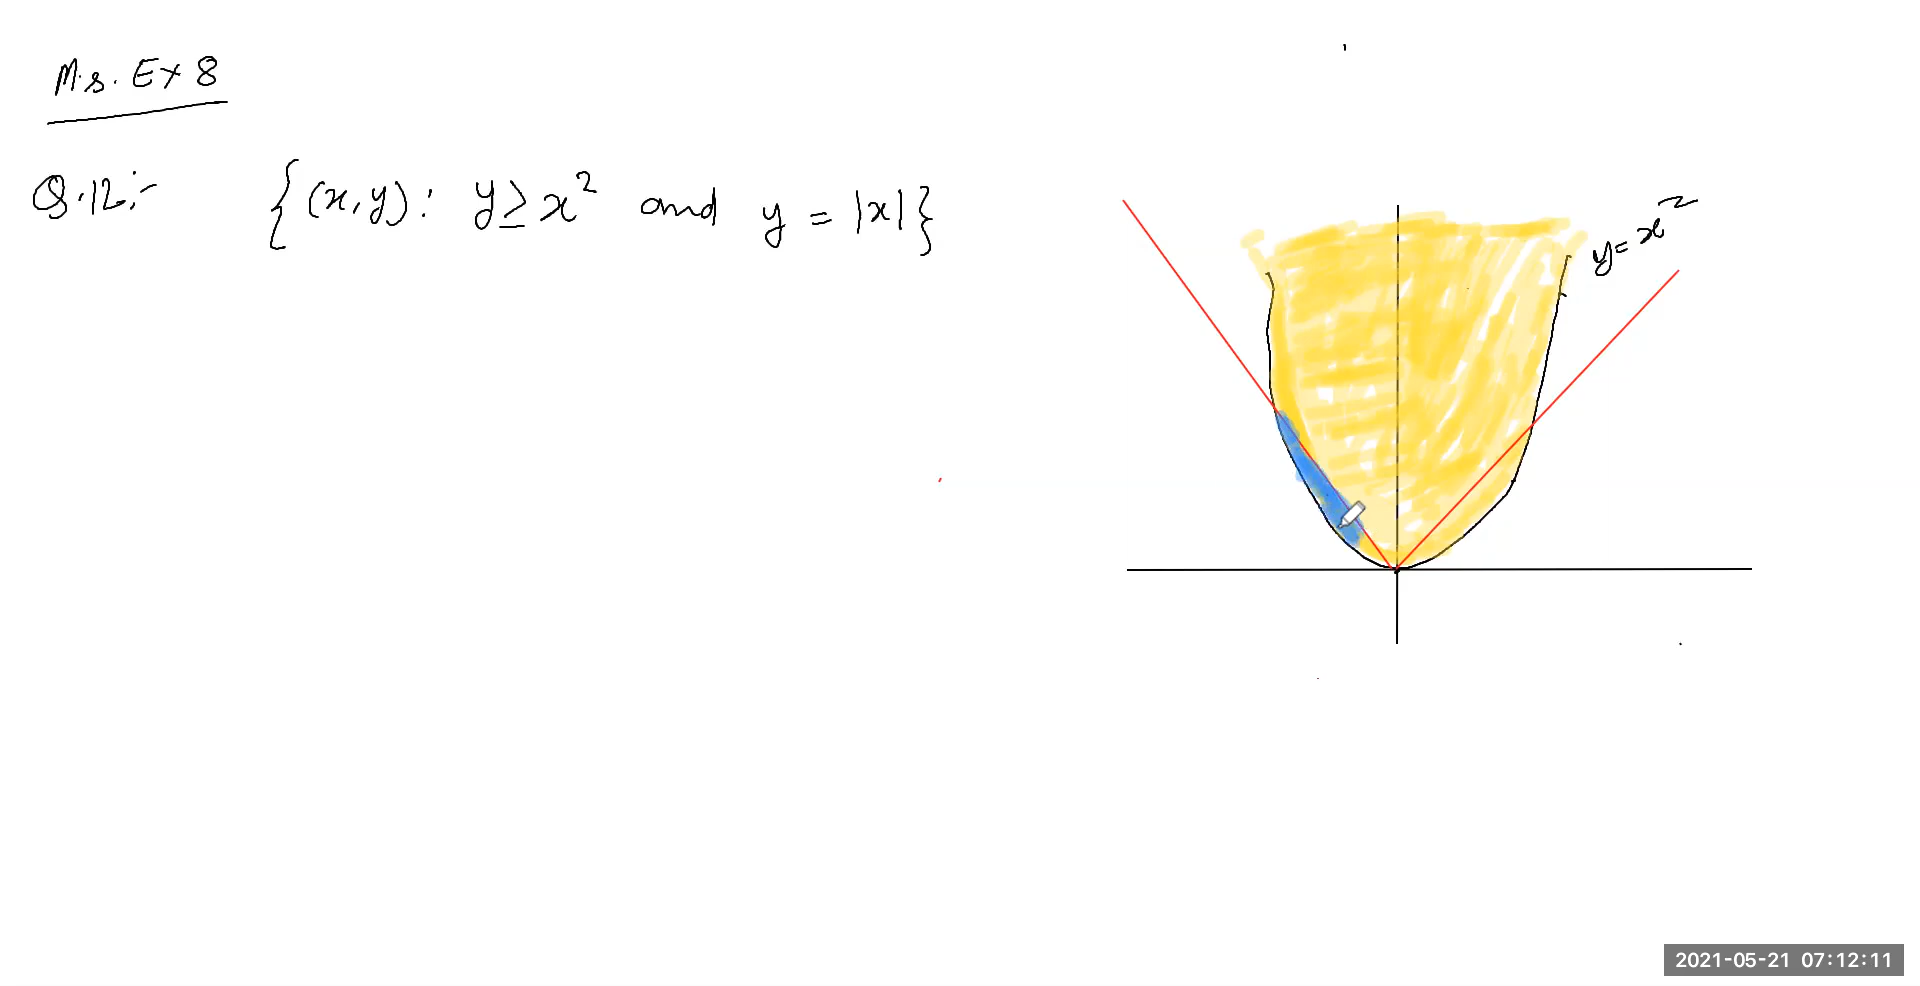 M.s. Ex 8
Q.12:- {(x,y): y ≥ x² and y = |x|}
y = x²
2021-05-21 07:12:11